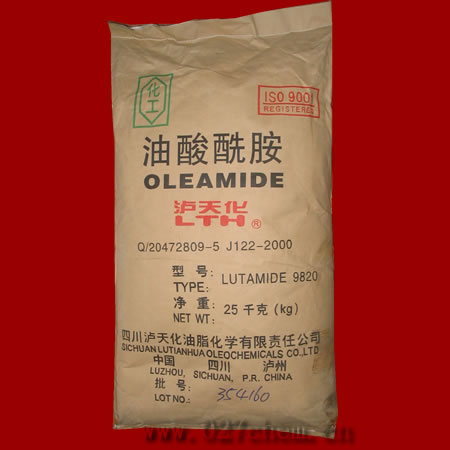 化工
ISO 9001
REGISTERED
油酸酰胺
OLEAMIDE
泸天化
LTH®
Q/20472809-5 J122-2000
型号:
TYPE: LUTAMIDE 9820
净重: 25 千克(kg)
NET WT:
四川泸天化油脂化学有限责任公司
SICHUAN LUTIANHUA OLEOCHEMICALS CO.,LTD
中国 四川 泸州
LUZHOU, SICHUAN, P.R. CHINA
批号:
LOT NO.: 354160